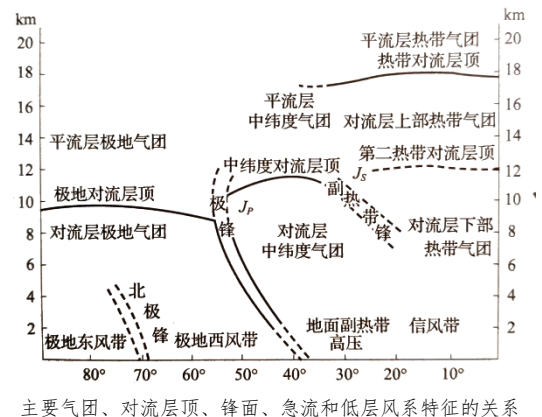 km
km
20
18
16
14
12
10
8
6
4
2
20
18
16
14
12
10
8
6
4
2
平流层热带气团
热带对流层顶
平流层
中纬度气团
对流层上部热带气团
平流层极地气团
中纬度对流层顶
第二热带对流层顶
Js
极地对流层顶
极锋
Jp
副热带锋
对流层极地气团
对流层
中纬度气团
对流层下部
热带气团
北极锋
极地东风带
极地西风带
地面副热带
高压
信风带
80° 70° 60° 50° 40° 30° 20° 10°
主要气团、对流层顶、锋面、急流和低层风系特征的关系